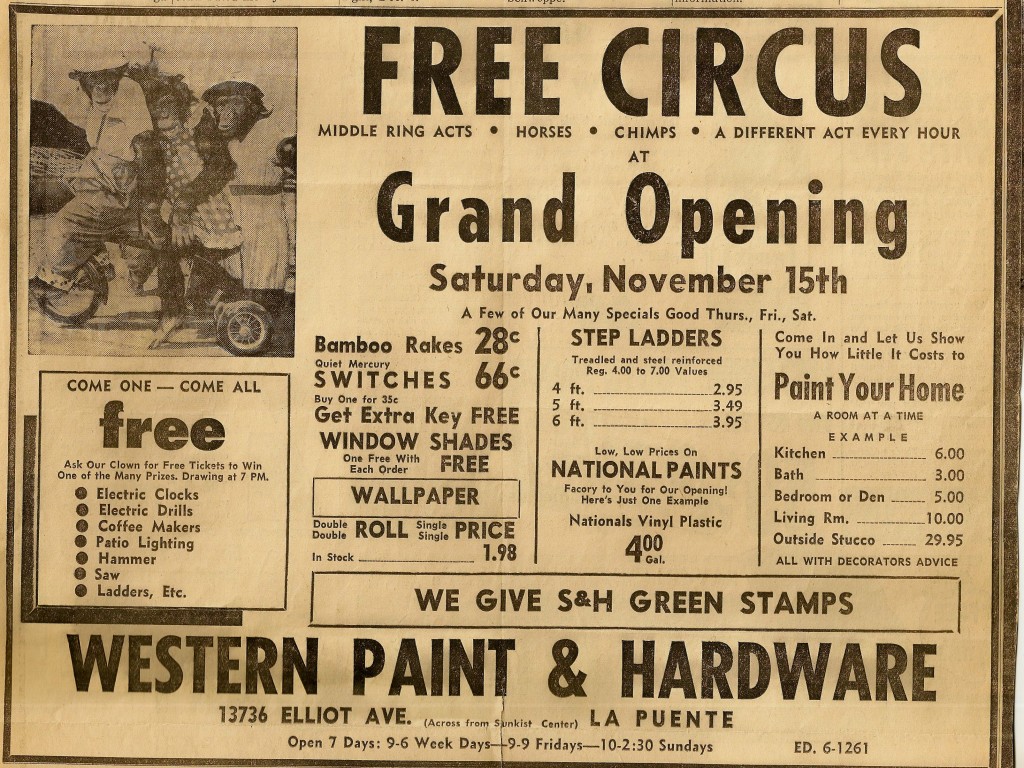 FREE CIRCUS
MIDDLE RING ACTS • HORSES • CHIMPS • A DIFFERENT ACT EVERY HOUR
AT
Grand Opening
Saturday, November 15th
A Few of Our Many Specials Good Thurs., Fri., Sat.
COME ONE — COME ALL
free
Ask Our Clown for Free Tickets to Win
One of the Many Prizes. Drawing at 7 PM.
● Electric Clocks
● Electric Drills
● Coffee Makers
● Patio Lighting
● Hammer
● Saw
● Ladders, Etc.
Bamboo Rakes 28c
Quiet Mercury
SWITCHES 66c
Buy One for 35c
Get Extra Key FREE
WINDOW SHADES
One Free With
Each Order FREE
WALLPAPER
Double Single
Double ROLL Single PRICE
In Stock 1.98
STEP LADDERS
Treadled and steel reinforced
Reg. 4.00 to 7.00 Values
4 ft. 2.95
5 ft. 3.49
6 ft. 3.95
Low, Low Prices On
NATIONAL PAINTS
Facory to You for Our Opening!
Here's Just One Example
Nationals Vinyl Plastic
4.00
Gal.
Come In and Let Us Show
You How Little It Costs to
Paint Your Home
A ROOM AT A TIME
EXAMPLE
Kitchen 6.00
Bath 3.00
Bedroom or Den 5.00
Living Rm. 10.00
Outside Stucco 29.95
ALL WITH DECORATORS ADVICE
WE GIVE S&H GREEN STAMPS
WESTERN PAINT & HARDWARE
13736 ELLIOT AVE. (Across from Sunkist Center) LA PUENTE
Open 7 Days: 9-6 Week Days—9-9 Fridays—10-2:30 Sundays ED. 6-1261